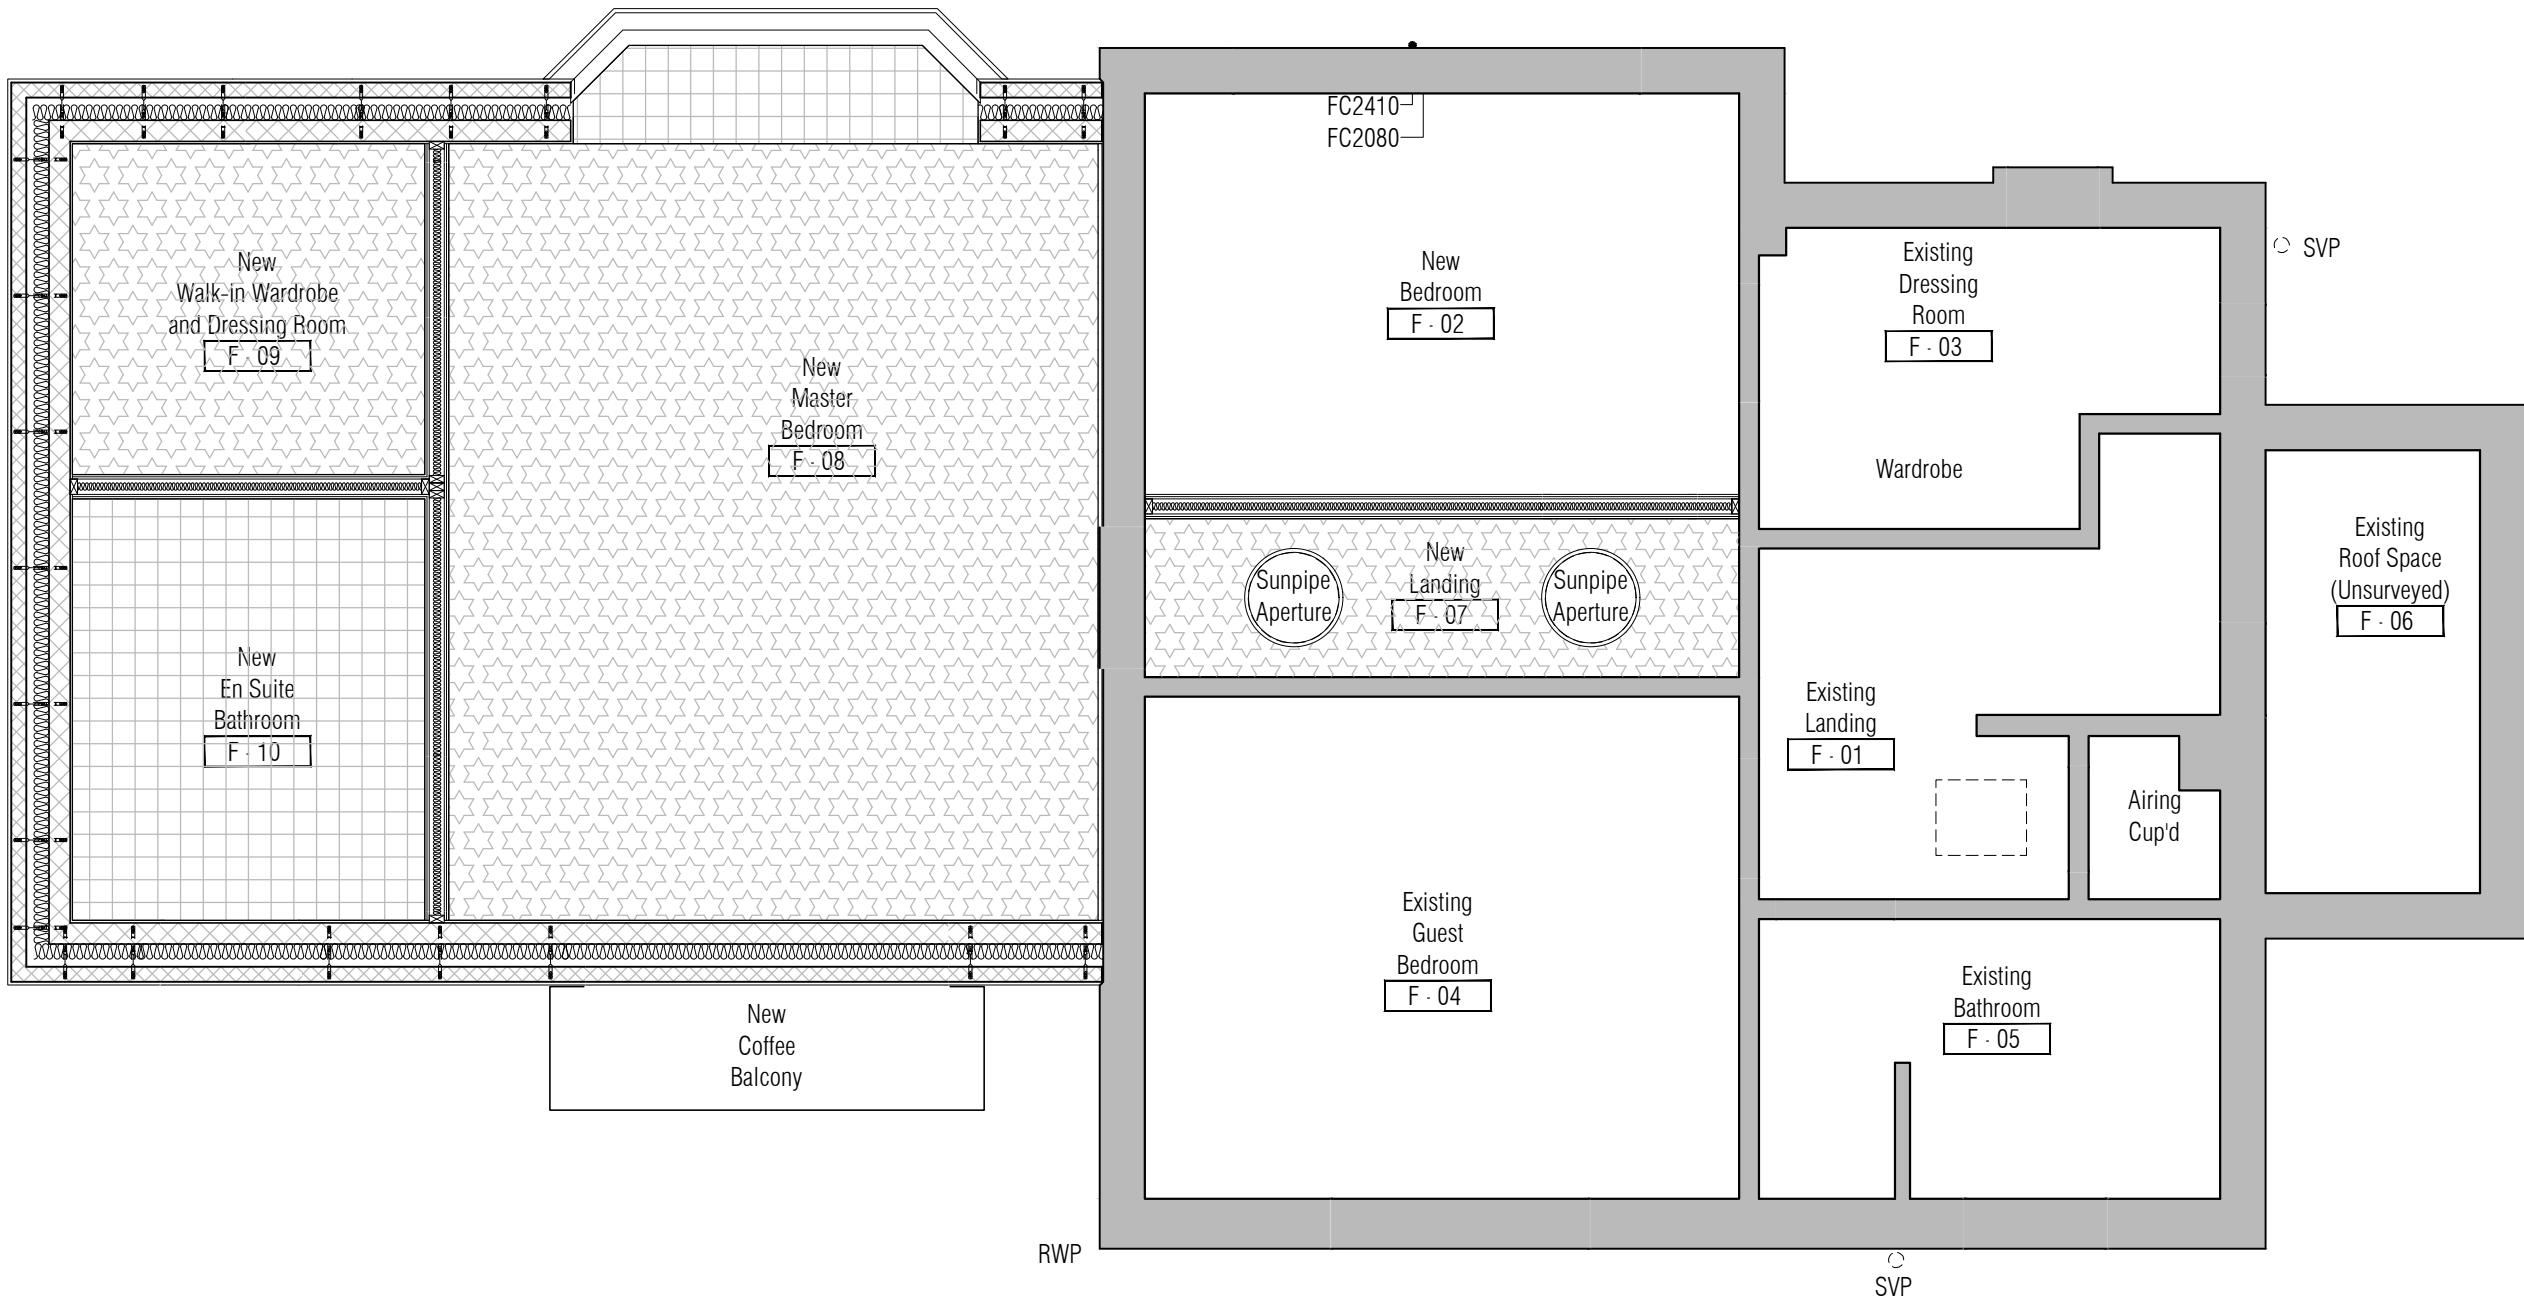 FC2410
FC2080
New
Walk-in Wardrobe
and Dressing Room
F - 09
New
Master
Bedroom
F - 08
New
Bedroom
F - 02
Existing
Dressing
Room
F - 03
SVP
Wardrobe
Existing
Roof Space
(Unsurveyed)
F - 06
Sunpipe
Aperture
New
Landing
F - 07
Sunpipe
Aperture
New
En Suite
Bathroom
F - 10
Existing
Landing
F - 01
Airing
Cup'd
Existing
Guest
Bedroom
F - 04
Existing
Bathroom
F - 05
New
Coffee
Balcony
RWP
SVP